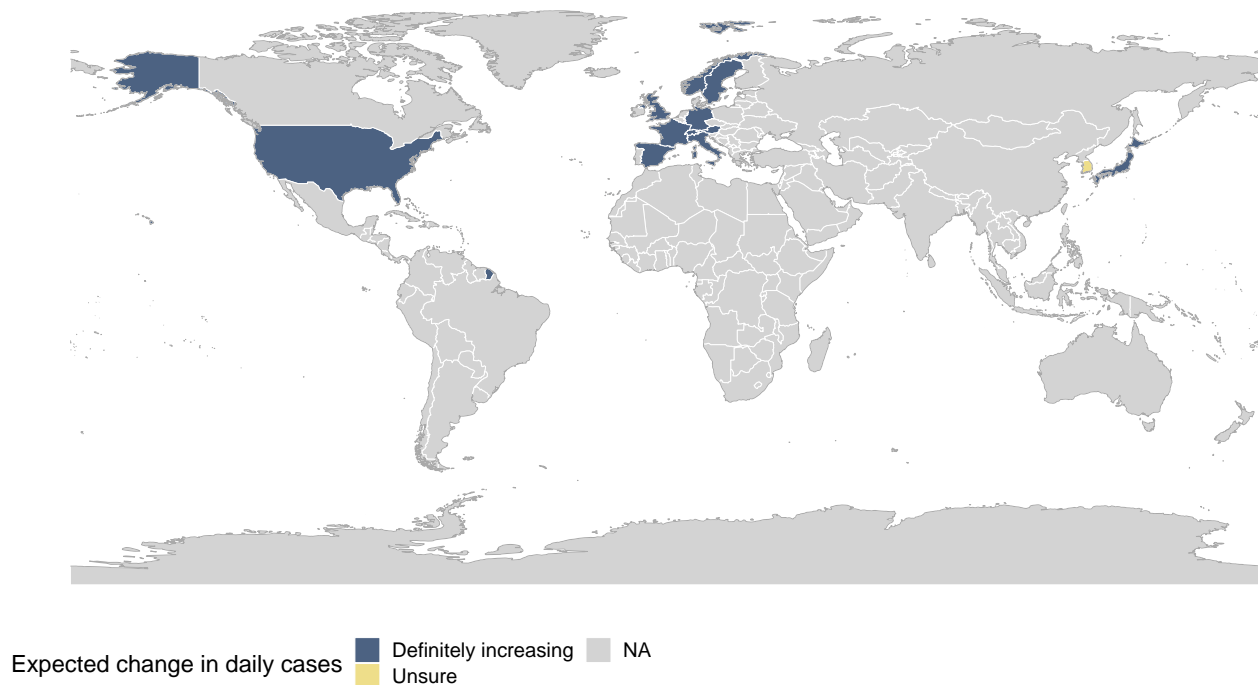 Expected change in daily cases
Definitely increasing
NA
Unsure